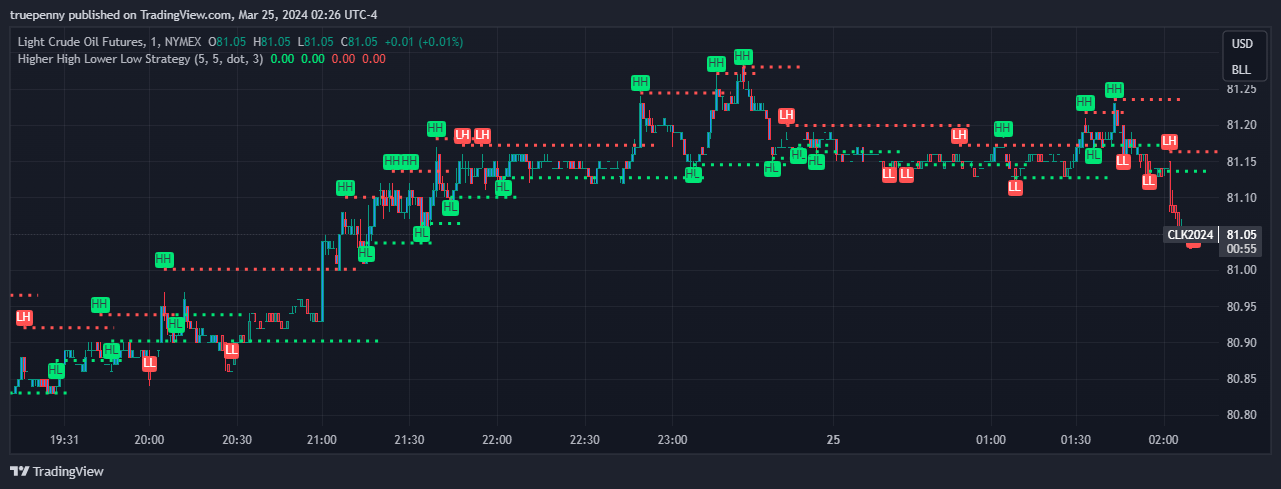 truepenny published on TradingView.com, Mar 25, 2024 02:26 UTC-4
Light Crude Oil Futures, 1, NYMEX O81.05 H81.05 L81.05 C81.05 +0.01 (+0.01%)
Higher High Lower Low Strategy (5, 5, dot, 3) 0.00 0.00 0.00 0.00
USD
BLL
HH
HH HH
81.25
HH HH
HH
81.20
LH
HH LH LH LH HH LH
HL HL
HH HH HL HL LL
81.15
HL HL LL LL LL
HH HL LL
81.10
HL
HL CLK2024 81.05
00:55
HL
HH
81.00
HH
80.95
LH HL
80.90
HL LL
HL LL
80.85
80.80
19:31 20:00 20:30 21:00 21:30 22:00 22:30 23:00 25 01:00 01:30 02:00
TradingView